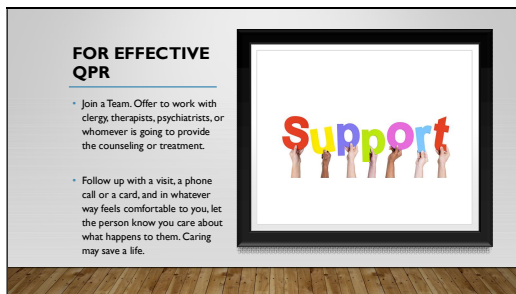 FOR EFFECTIVE
QPR
• Join a Team. Offer to work with
clergy, therapists, psychiatrists, or
whomever is going to provide
the counseling or treatment.
• Follow up with a visit, a phone
call or a card, and in whatever
way feels comfortable to you, let
the person know you care about
what happens to them. Caring
may save a life.
Support